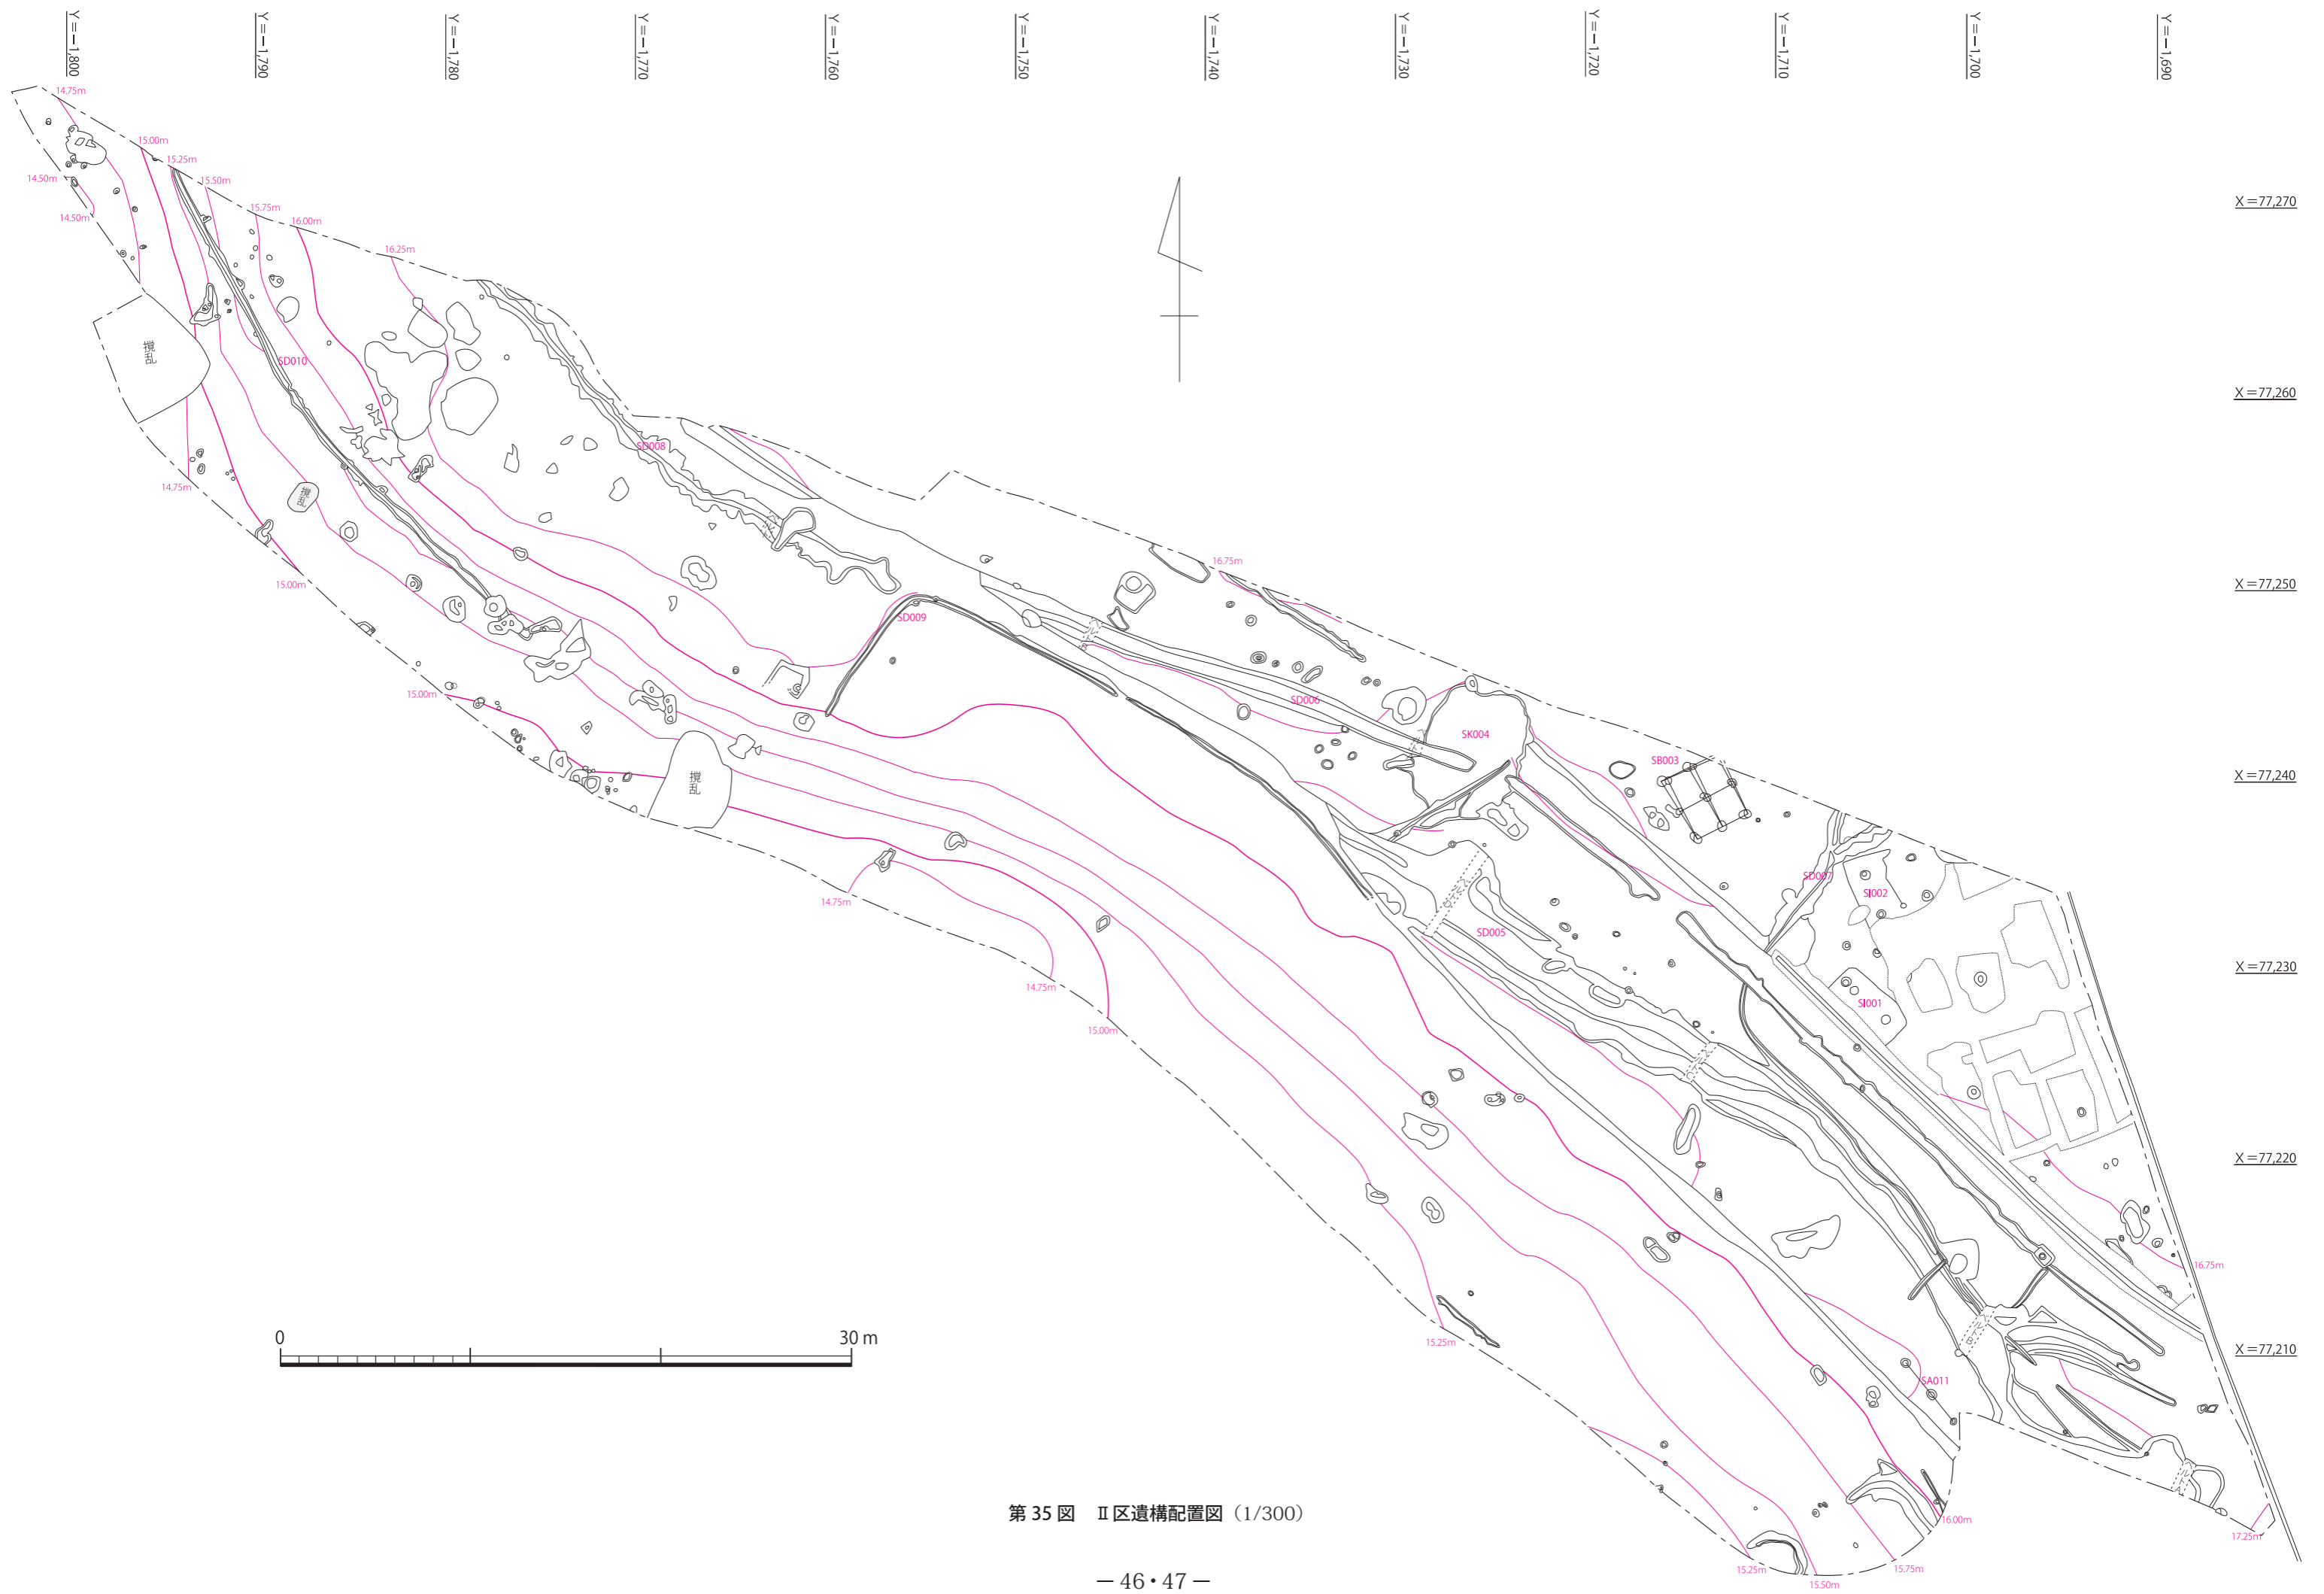 Y=－1,800
Y=－1,790
Y=－1,780
Y=－1,770
Y=－1,760
Y=－1,750
Y=－1,740
Y=－1,730
Y=－1,720
Y=－1,710
Y=－1,700
Y=－1,690
X=77,270
X=77,260
X=77,250
X=77,240
X=77,230
X=77,220
X=77,210
14.75m
15.00m
15.25m
15.50m
15.75m
16.00m
16.25m
14.50m
14.50m
撹乱
SD010
SD008
14.75m
撹乱
15.00m
16.75m
SD009
15.00m
SD006
SK004
SB003
撹乱
SD007
SI002
14.75m
SD005
14.75m
SI001
15.00m
16.75m
15.25m
SA011
16.00m
17.25m
15.25m
15.50m
15.75m
0 30 m
第 35 図 Ⅱ区遺構配置図（1/300）
— 46・47 —